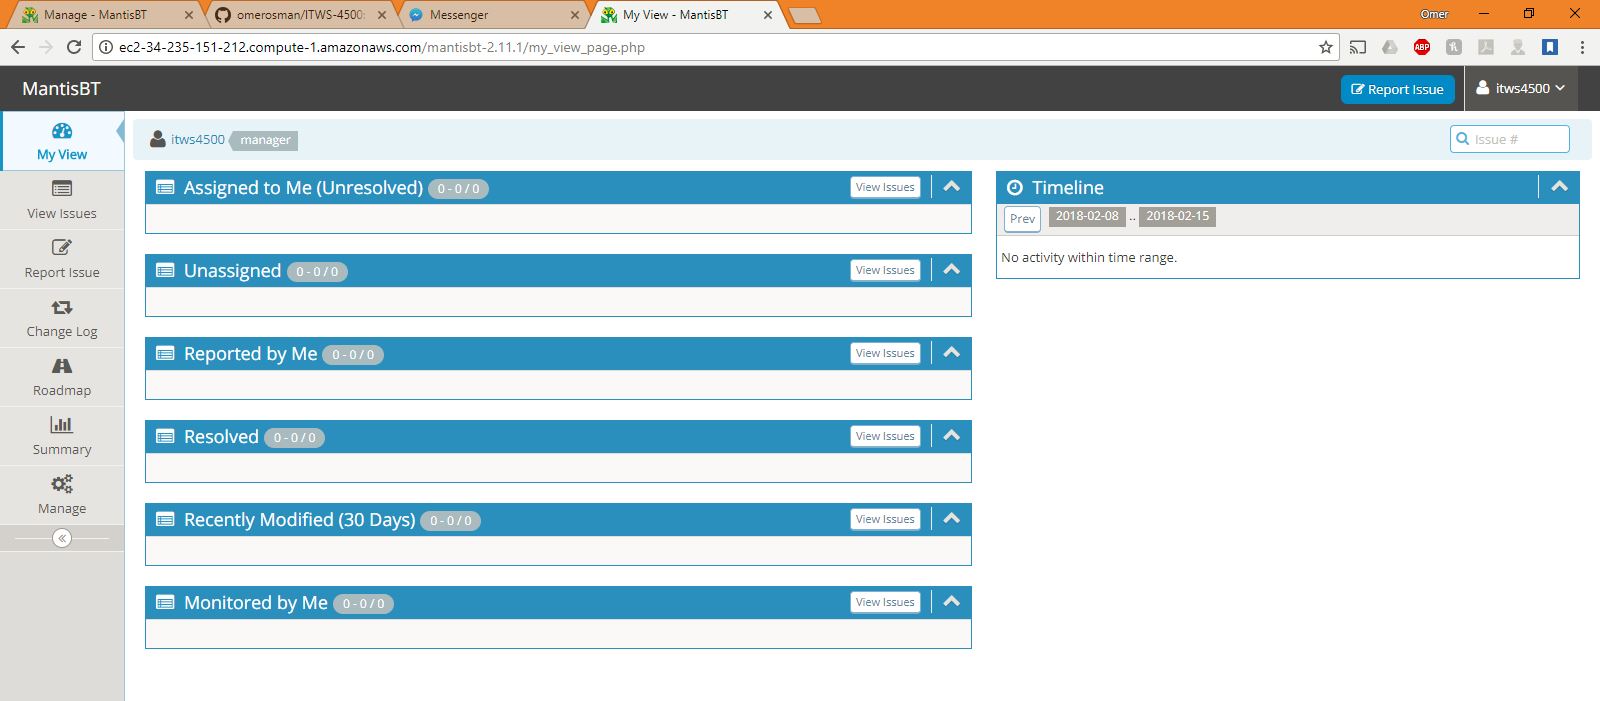 Manage - MantisBT
omerosman/ITWS-4500:
Messenger
My View - MantisBT
Omer
ec2-34-235-151-212.compute-1.amazonaws.com/mantisbt-2.11.1/my_view_page.php
ABP
MantisBT
Report Issue
itws4500
My View
View Issues
Report Issue
Change Log
Roadmap
Summary
Manage
itws4500 manager
Issue #
Assigned to Me (Unresolved) 0 - 0 / 0 View Issues
Unassigned 0 - 0 / 0 View Issues
Reported by Me 0 - 0 / 0 View Issues
Resolved 0 - 0 / 0 View Issues
Recently Modified (30 Days) 0 - 0 / 0 View Issues
Monitored by Me 0 - 0 / 0 View Issues
Timeline
Prev 2018-02-08 .. 2018-02-15
No activity within time range.